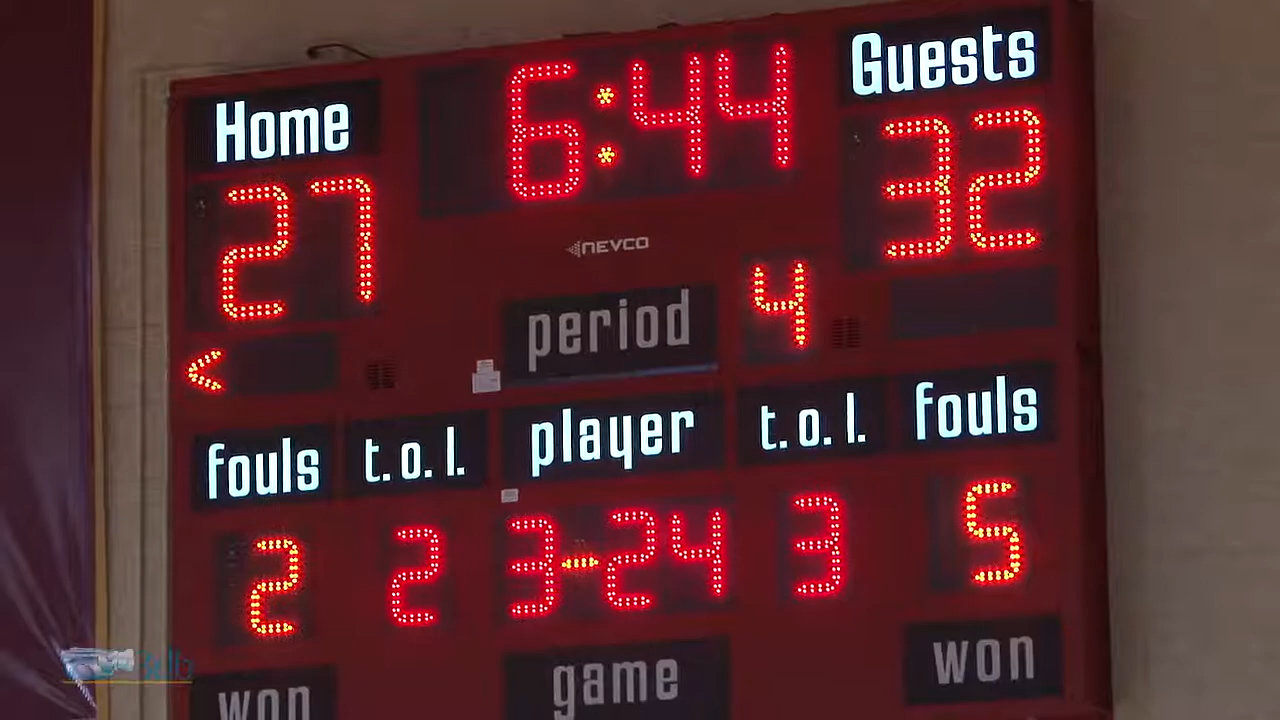 Home 6:44 Guests
27 32
NEVCO
period 4
<
fouls t.o.l. player t.o.l. fouls
2 2 3-24 3 5
won game won